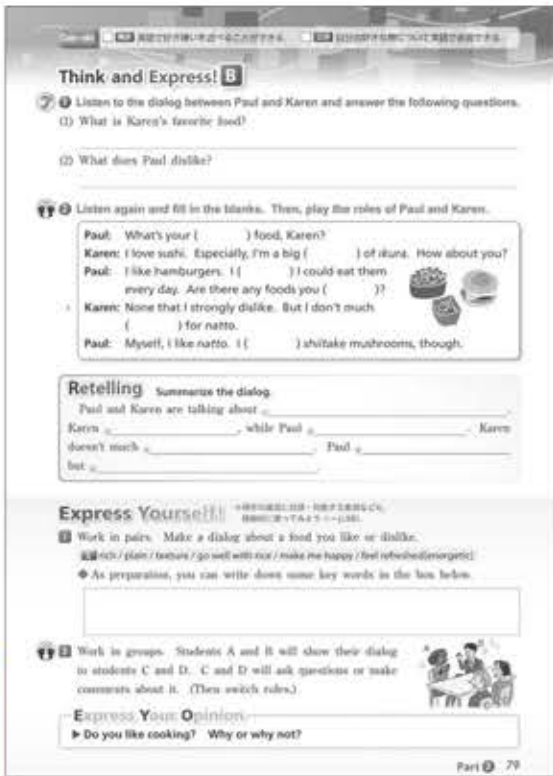 Think and Express! B
1 Listen to the dialog between Paul and Karen and answer the following questions.
(1) What is Karen's favorite food?
(2) What does Paul dislike?
2 Listen again and fill in the blanks. Then, play the roles of Paul and Karen.
Paul: What's your ( ) food, Karen?
Karen: I love sushi. Especially, I'm a big ( ) of ikura. How about you?
Paul: I like hamburgers. I ( ) I could eat them
every day. Are there any foods you ( )?
Karen: None that I strongly dislike. But I don't much
( ) for natto.
Paul: Myself, I like natto. I ( ) shiitake mushrooms, though.
Retelling Summarize the dialog.
Paul and Karen are talking about
Karen , while Paul . Karen
doesn't much . Paul
but .
Express Yourself!
1 Work in pairs. Make a dialog about a food you like or dislike.
rich / plain / texture / go well with rice / make me happy / feel refreshed[energetic]
◆ As preparation, you can write down some key words in the box below.
2 Work in groups. Students A and B will show their dialog
to students C and D. C and D will ask questions or make
comments about it. (Then switch roles.)
Express Your Opinion
▶ Do you like cooking? Why or why not?
Part 2 79